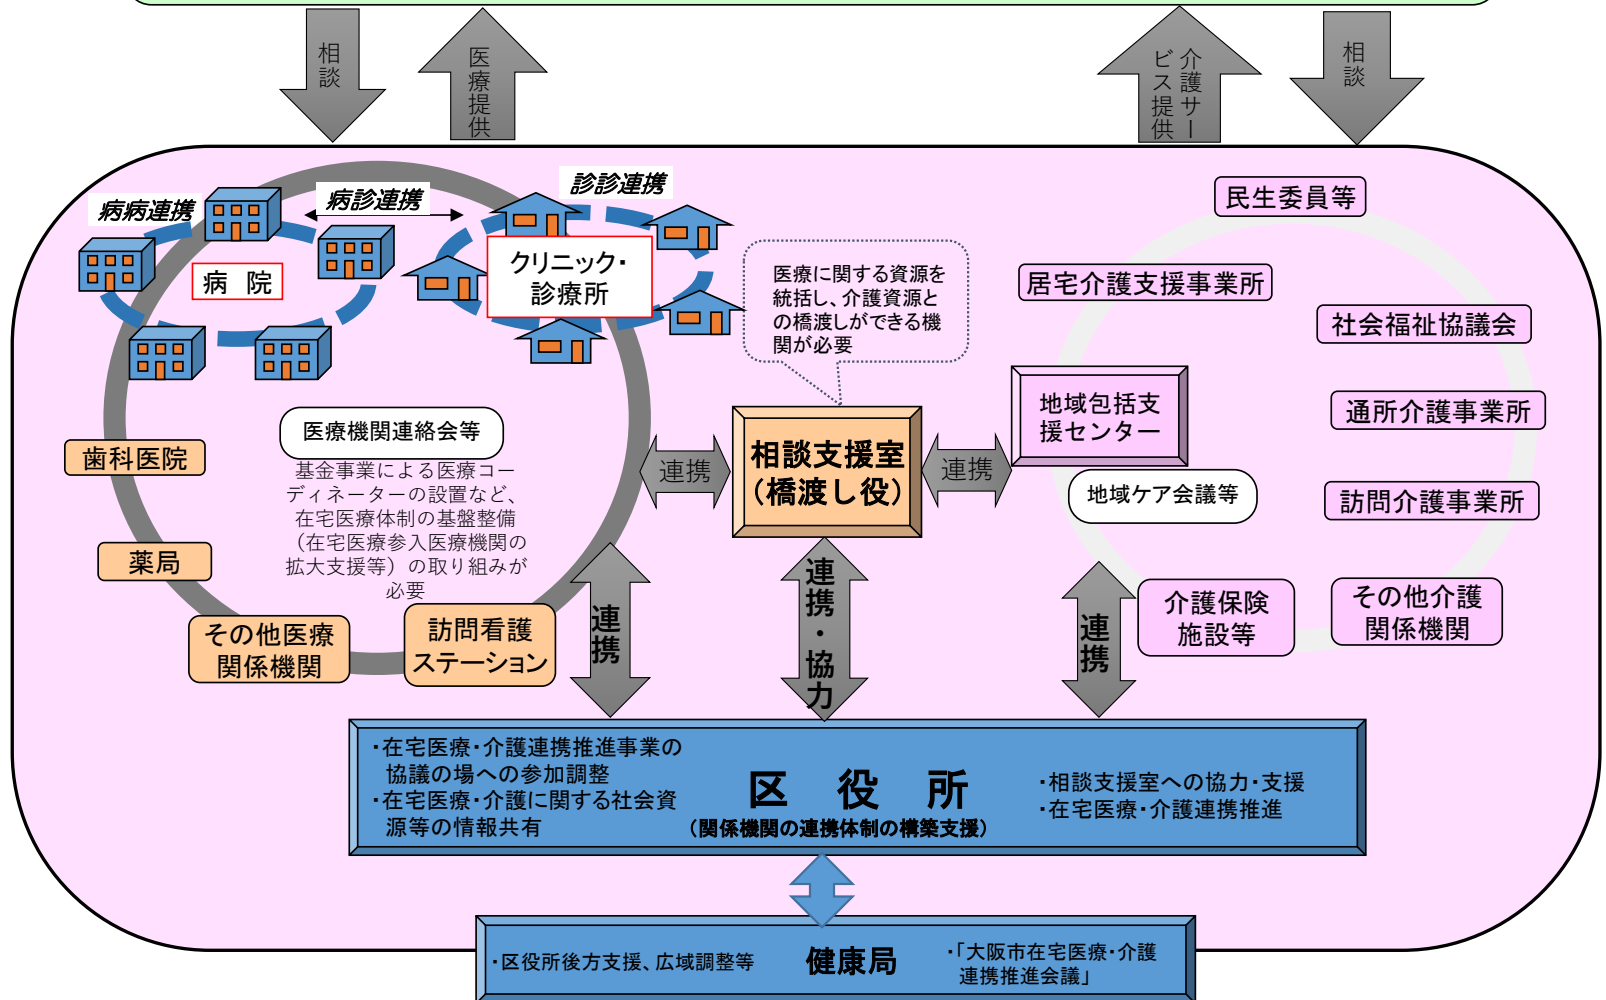 相談
医療提供
介護サー
ビス提供
相談
病病連携
病診連携
診診連携
病 院
クリニック・
診療所
医療に関する資源を
統括し、介護資源と
の橋渡しができる機
関が必要
民生委員等
居宅介護支援事業所
社会福祉協議会
地域包括支
援センター
通所介護事業所
地域ケア会議等
訪問介護事業所
介護保険
施設等
その他介護
関係機関
医療機関連絡会等
基金事業による医療コー
ディネーターの設置など、
在宅医療体制の基盤整備
（在宅医療参入医療機関の
拡大支援等）の取り組みが
必要
歯科医院
薬局
その他医療
関係機関
訪問看護
ステーション
連携
相談支援室
（橋渡し役）
連携
連携
連携・協力
連携
・在宅医療・介護連携推進事業の
協議の場への参加調整
・在宅医療・介護に関する社会資
源等の情報共有
区 役 所
（関係機関の連携体制の構築支援）
・相談支援室への協力・支援
・在宅医療・介護連携推進
・区役所後方支援、広域調整等
健康局
・「大阪市在宅医療・介護
連携推進会議」